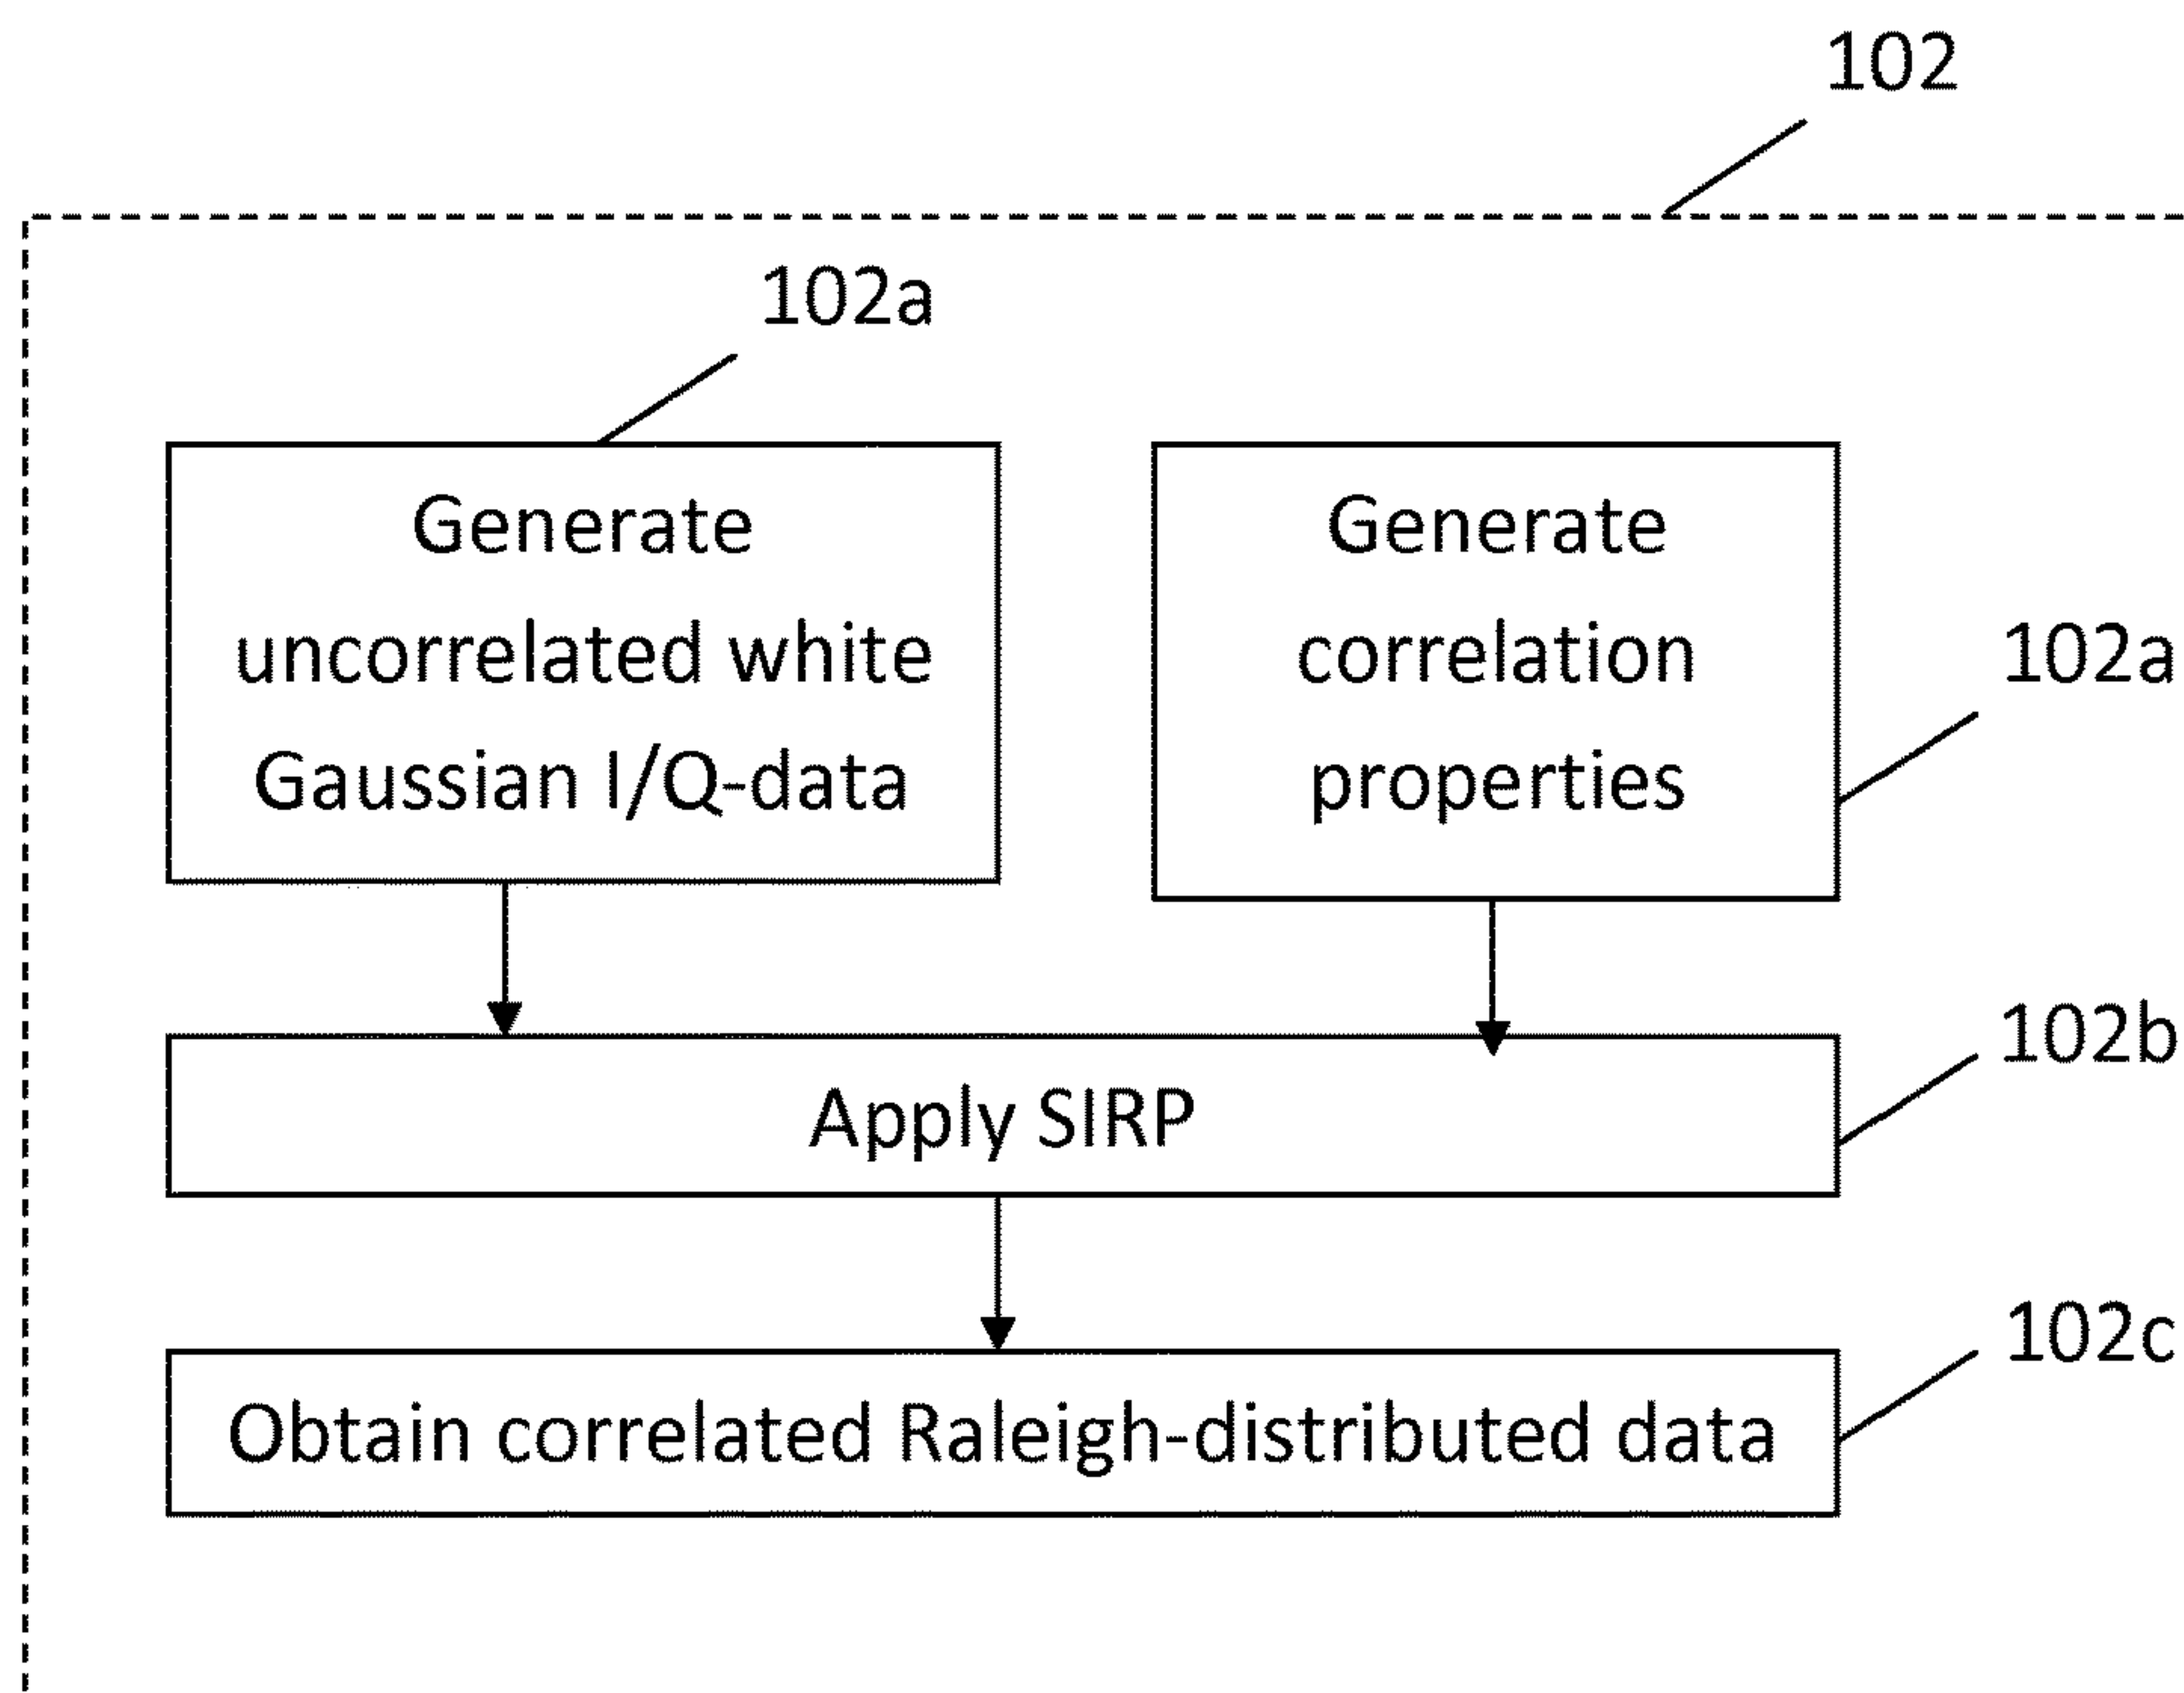 102
102a
Generate
uncorrelated white
Gaussian I/Q-data
Generate
correlation
properties
102a
Apply SIRP
102b
Obtain correlated Raleigh-distributed data
102c